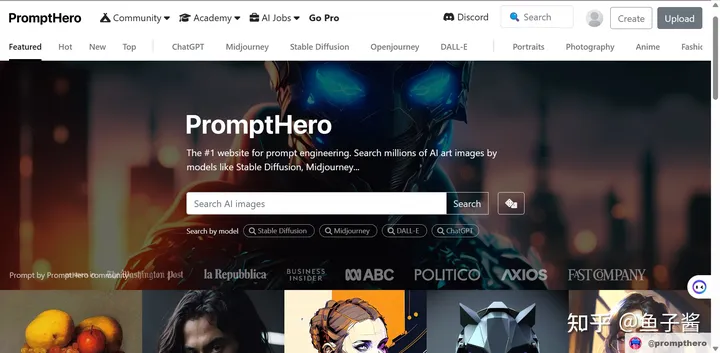 PromptHero Community Academy AI Jobs Go Pro Discord Search Create Upload
Featured Hot New Top ChatGPT Midjourney Stable Diffusion Openjourney DALL-E Portraits Photography Anime Fashic
PromptHero
The #1 website for prompt engineering. Search millions of AI art images by
models like Stable Diffusion, Midjourney...
Search AI images Search
Search by model Stable Diffusion Midjourney DALL-E ChatGPT
Prompt by PromptHero community
The Washington Post la Repubblica BUSINESS INSIDER abc ABC POLITICO AXIOS FAST COMPANY
知乎 @鱼子酱
@prompthero